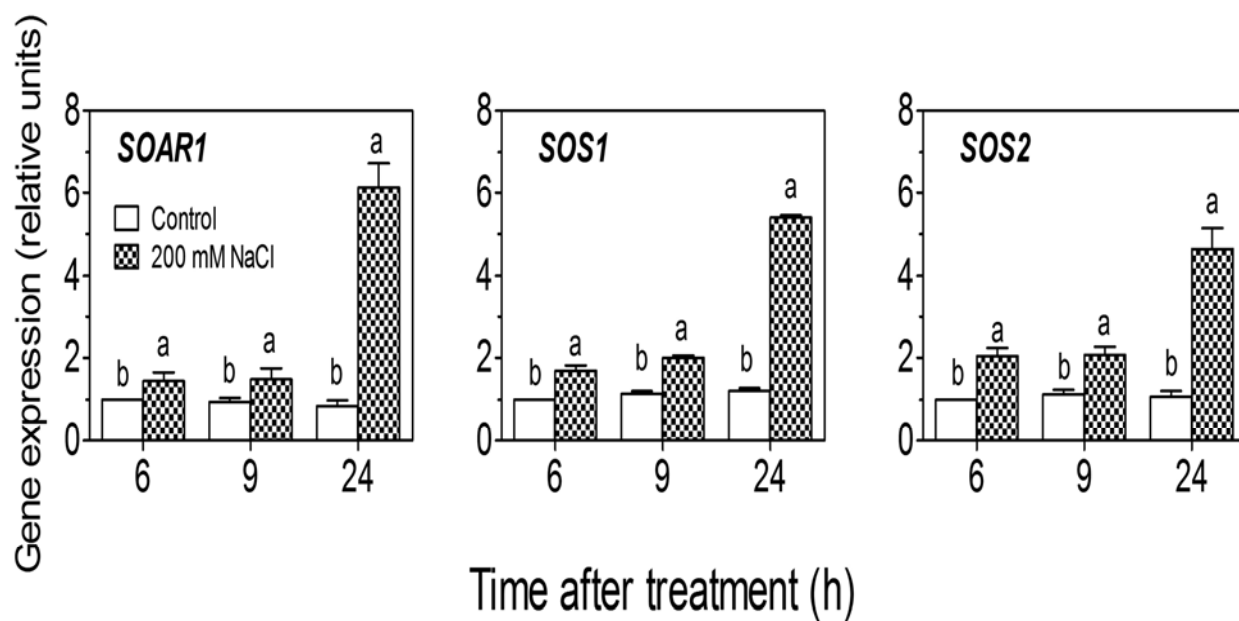 Gene expression (relative units)
8
6
4
2
0
SOAR1
Control
200 mM NaCl
b
a
b
a
b
a
6
9
24
8
6
4
2
0
SOS1
b
a
b
a
b
a
6
9
24
8
6
4
2
0
SOS2
b
a
b
a
b
a
6
9
24
Time after treatment (h)